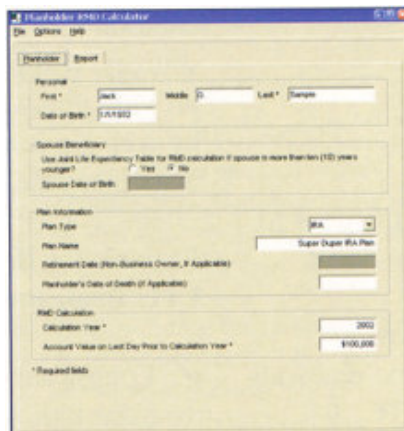 Planholder RMD Calculator
File Options Help
Planholder Report
Personal
First * Jack Middle O Last * Sample
Date of Birth * 1/1/1932
Spouse Beneficiary
Use Joint Life Expectancy Table for RMD calculation if spouse is more than ten (10) years
younger? Yes No
Spouse Date of Birth
Plan Information
Plan Type IRA
Plan Name Super Duper IRA Plan
Retirement Date (Non-Business Owner, If Applicable)
Planholder's Date of Death (If Applicable)
RMD Calculation
Calculation Year * 2002
Account Value on Last Day Prior to Calculation Year * $100,000
* Required fields